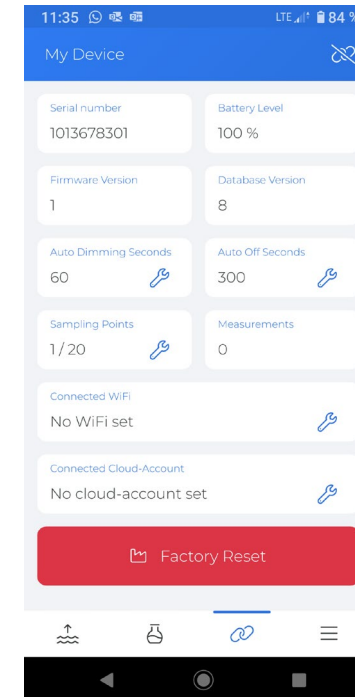 11:35 LTE 84 %
My Device
Serial number Battery Level
1013678301 100 %
Firmware Version Database Version
1 8
Auto Dimming Seconds Auto Off Seconds
60 300
Sampling Points Measurements
1 / 20 0
Connected WiFi
No WiFi set
Connected Cloud-Account
No cloud-account set
Factory Reset